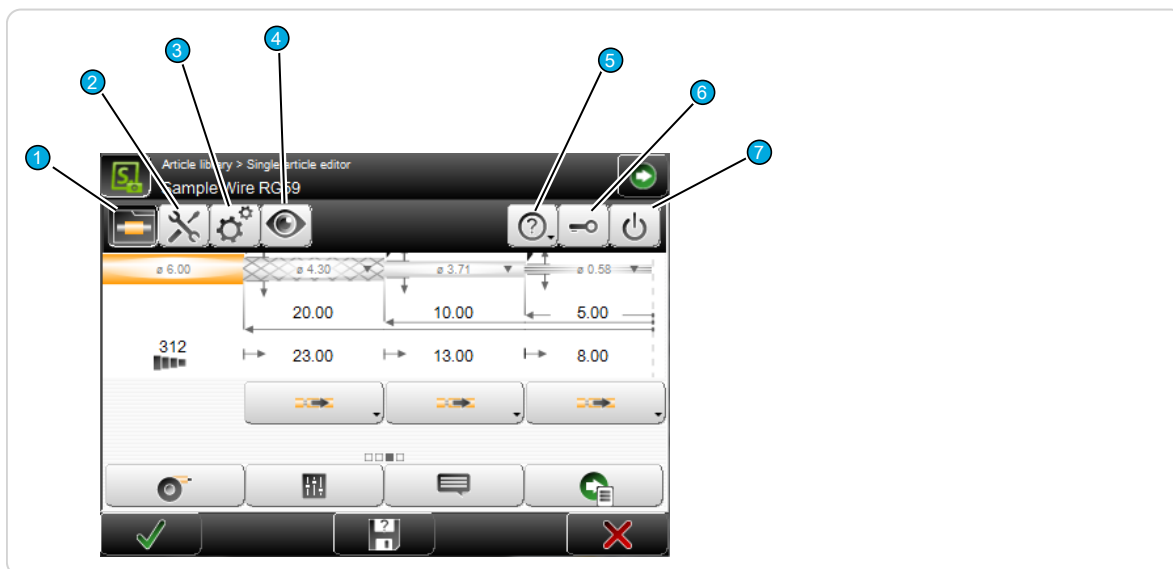 4
3
5
2
6
1
7
S
Article library > Single article editor
Sample Wire RG59
?
ø 6.00
ø 4.30
ø 3.71
ø 0.58
20.00
10.00
5.00
312
23.00
13.00
8.00
?